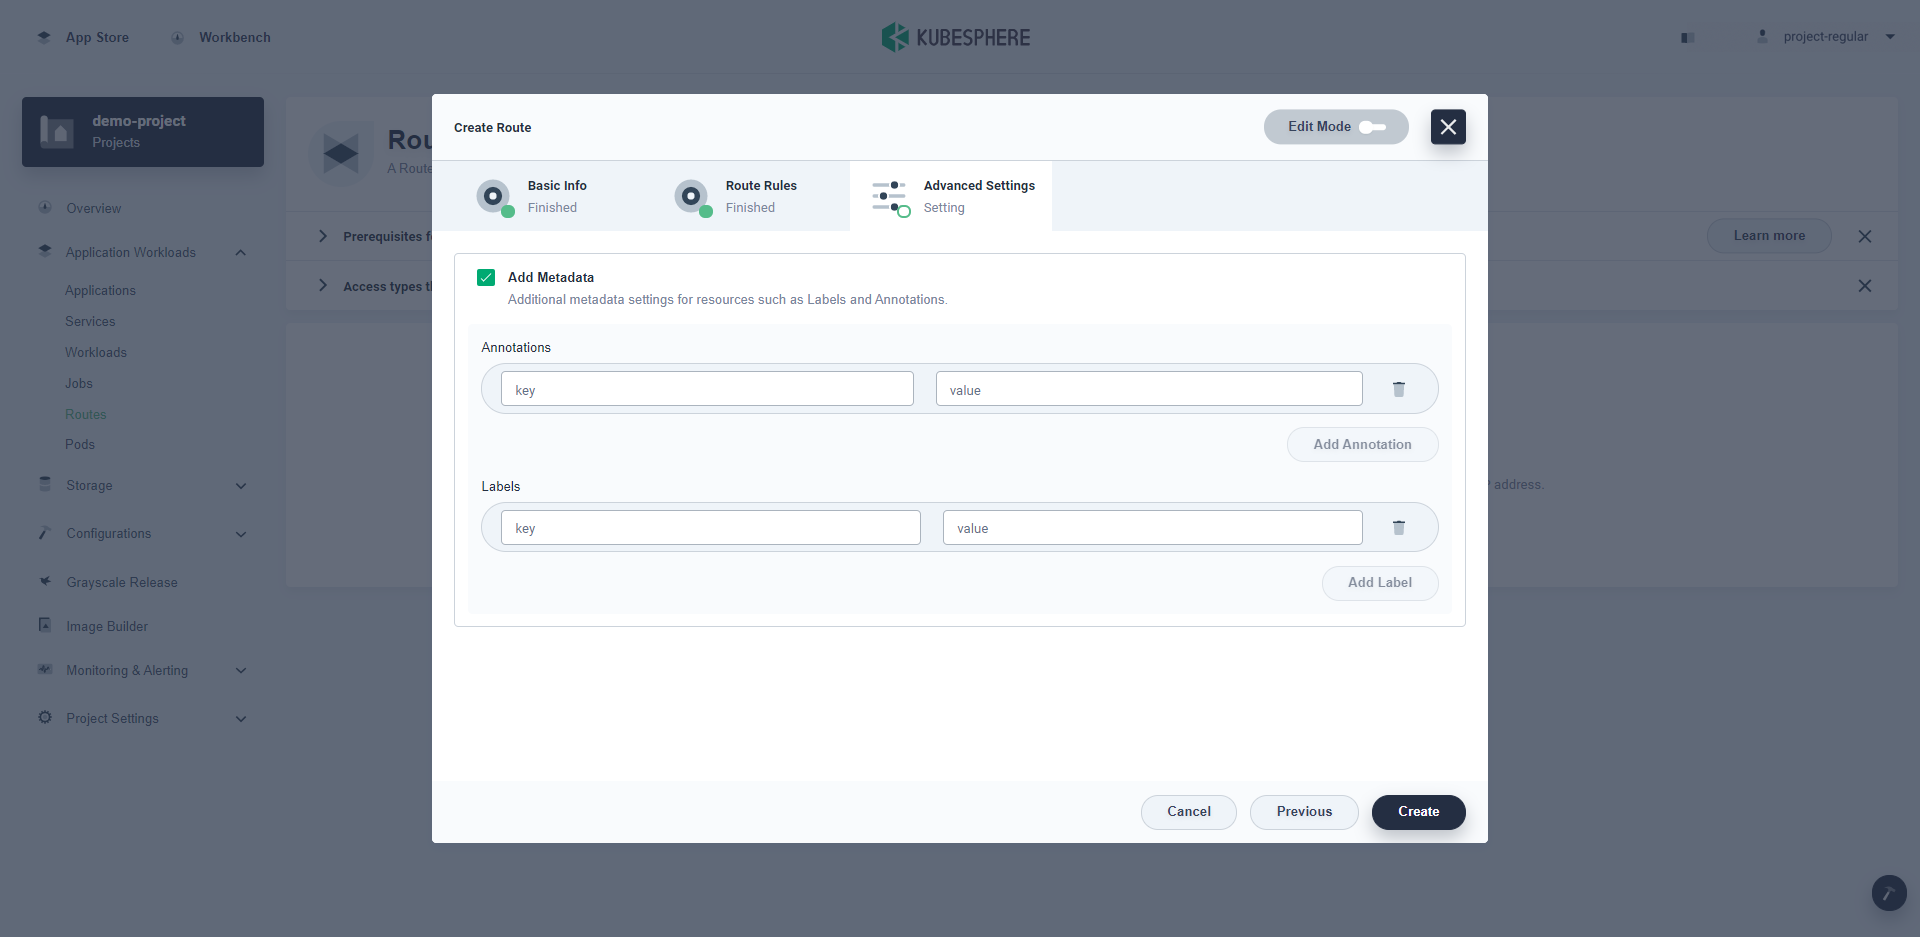 App Store
Workbench
KUBESPHERE
project-regular
demo-project
Projects
Overview
Application Workloads
Applications
Services
Workloads
Jobs
Routes
Pods
Storage
Configurations
Grayscale Release
Image Builder
Monitoring & Alerting
Project Settings
Rou
A Route
Prerequisites f
Learn more
Access types t
address.
Create Route
Edit Mode
Basic Info
Finished
Route Rules
Finished
Advanced Settings
Setting
Add Metadata
Additional metadata settings for resources such as Labels and Annotations.
Annotations
key
value
Add Annotation
Labels
key
value
Add Label
Cancel
Previous
Create